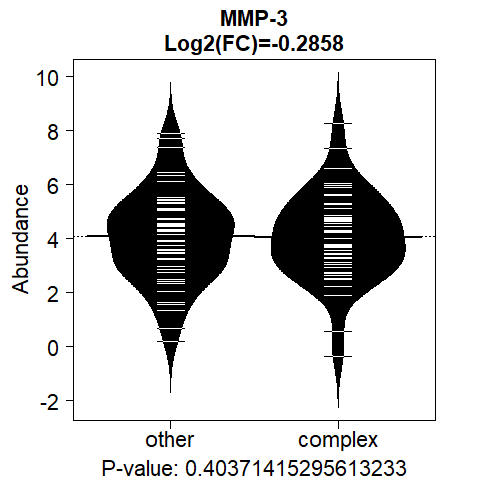 MMP-3
Log2(FC)=-0.2858
Abundance
10
8
6
4
2
0
-2
other complex
P-value: 0.40371415295613233